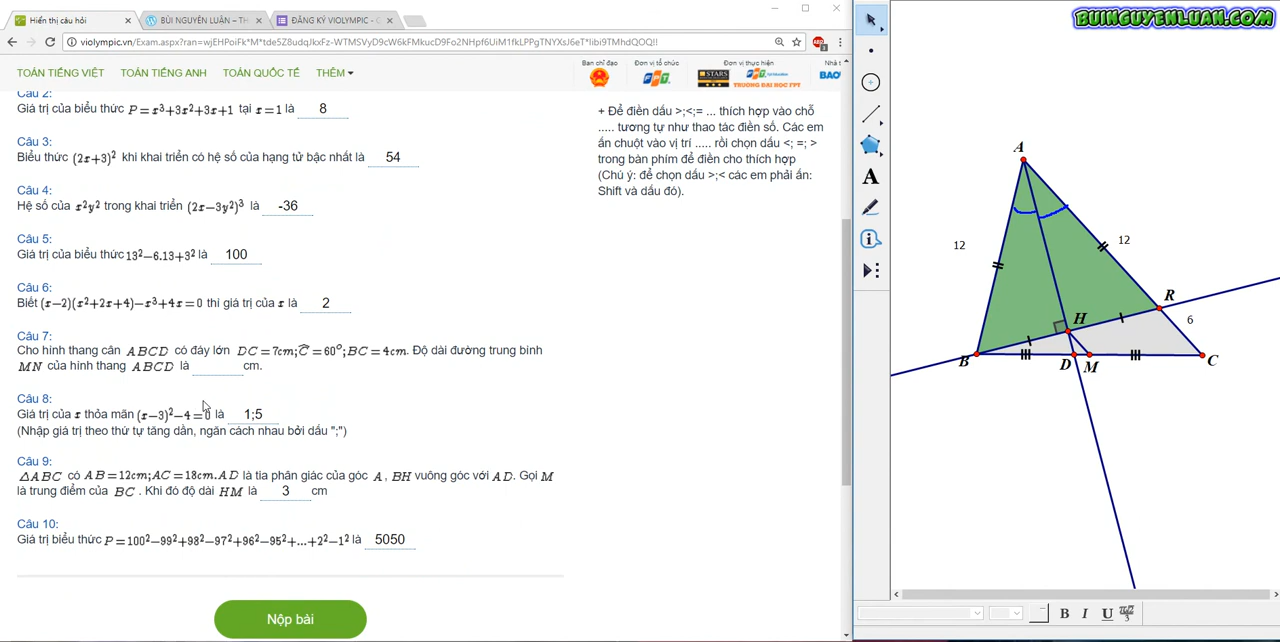 Hiển thị câu hỏi
BÙI NGUYÊN LUÂN – TH
ĐĂNG KÝ VIOLYMPIC -
BUINGUYENLUAN.COM
TOÁN TIẾNG VIỆT
TOÁN TIẾNG ANH
TOÁN QUỐC TẾ
THÊM
Ban chỉ đạo
Đơn vị tổ chức
FPT
Đơn vị thực hiện
STARS
FPT
TRƯỜNG ĐẠI HỌC FPT
Nhà t
BAO
Câu 2:
Giá trị của biểu thức P=x³+3x²+3x+1 tại x=1 là 8
Câu 3:
Biểu thức (2x+3)² khi khai triển có hệ số của hạng tử bậc nhất là 54
Câu 4:
Hệ số của x²y² trong khai triển (2x−3y²)³ là -36
Câu 5:
Giá trị của biểu thức 13²−6.13+3² là 100
Câu 6:
Biết (x−2)(x²+2x+4)−x³+4x=0 thì giá trị của x là 2
Câu 7:
Cho hình thang cân ABCD có đáy lớn DC=7cm;Ĉ=60°;BC=4cm. Độ dài đường trung bình
MN của hình thang ABCD là cm.
Câu 8:
Giá trị của x thỏa mãn (x−3)²−4=0 là 1;5
(Nhập giá trị theo thứ tự tăng dần, ngăn cách nhau bởi dấu ";")
Câu 9:
△ABC có AB=12cm;AC=18cm.AD là tia phân giác của góc A, BH vuông góc với AD. Gọi M
là trung điểm của BC. Khi đó độ dài HM là 3 cm
Câu 10:
Giá trị biểu thức P=100²−99²+98²−97²+96²−95²+...+2²−1² là 5050
Nộp bài
+ Để điền dấu >;<;= ... thích hợp vào chỗ
..... tương tự như thao tác điền số. Các em
ấn chuột vào vị trí ..... rồi chọn dấu <; =; >
trong bàn phím để điền cho thích hợp
(Chú ý: để chọn dấu >;< các em phải ấn:
Shift và dấu đó).
A
A
12
12
R
H
6
B
D
M
C
B I U